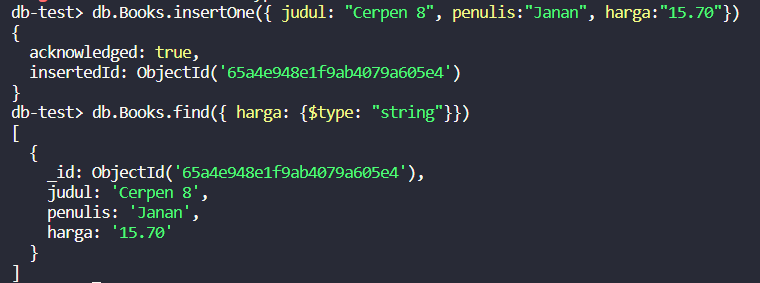 db-test> db.Books.insertOne({ judul: "Cerpen 8", penulis:"Janan", harga:"15.70"})
{
  acknowledged: true,
  insertedId: ObjectId('65a4e948e1f9ab4079a605e4')
}
db-test> db.Books.find({ harga: {$type: "string"}})
[
  {
    _id: ObjectId('65a4e948e1f9ab4079a605e4'),
    judul: 'Cerpen 8',
    penulis: 'Janan',
    harga: '15.70'
  }
]